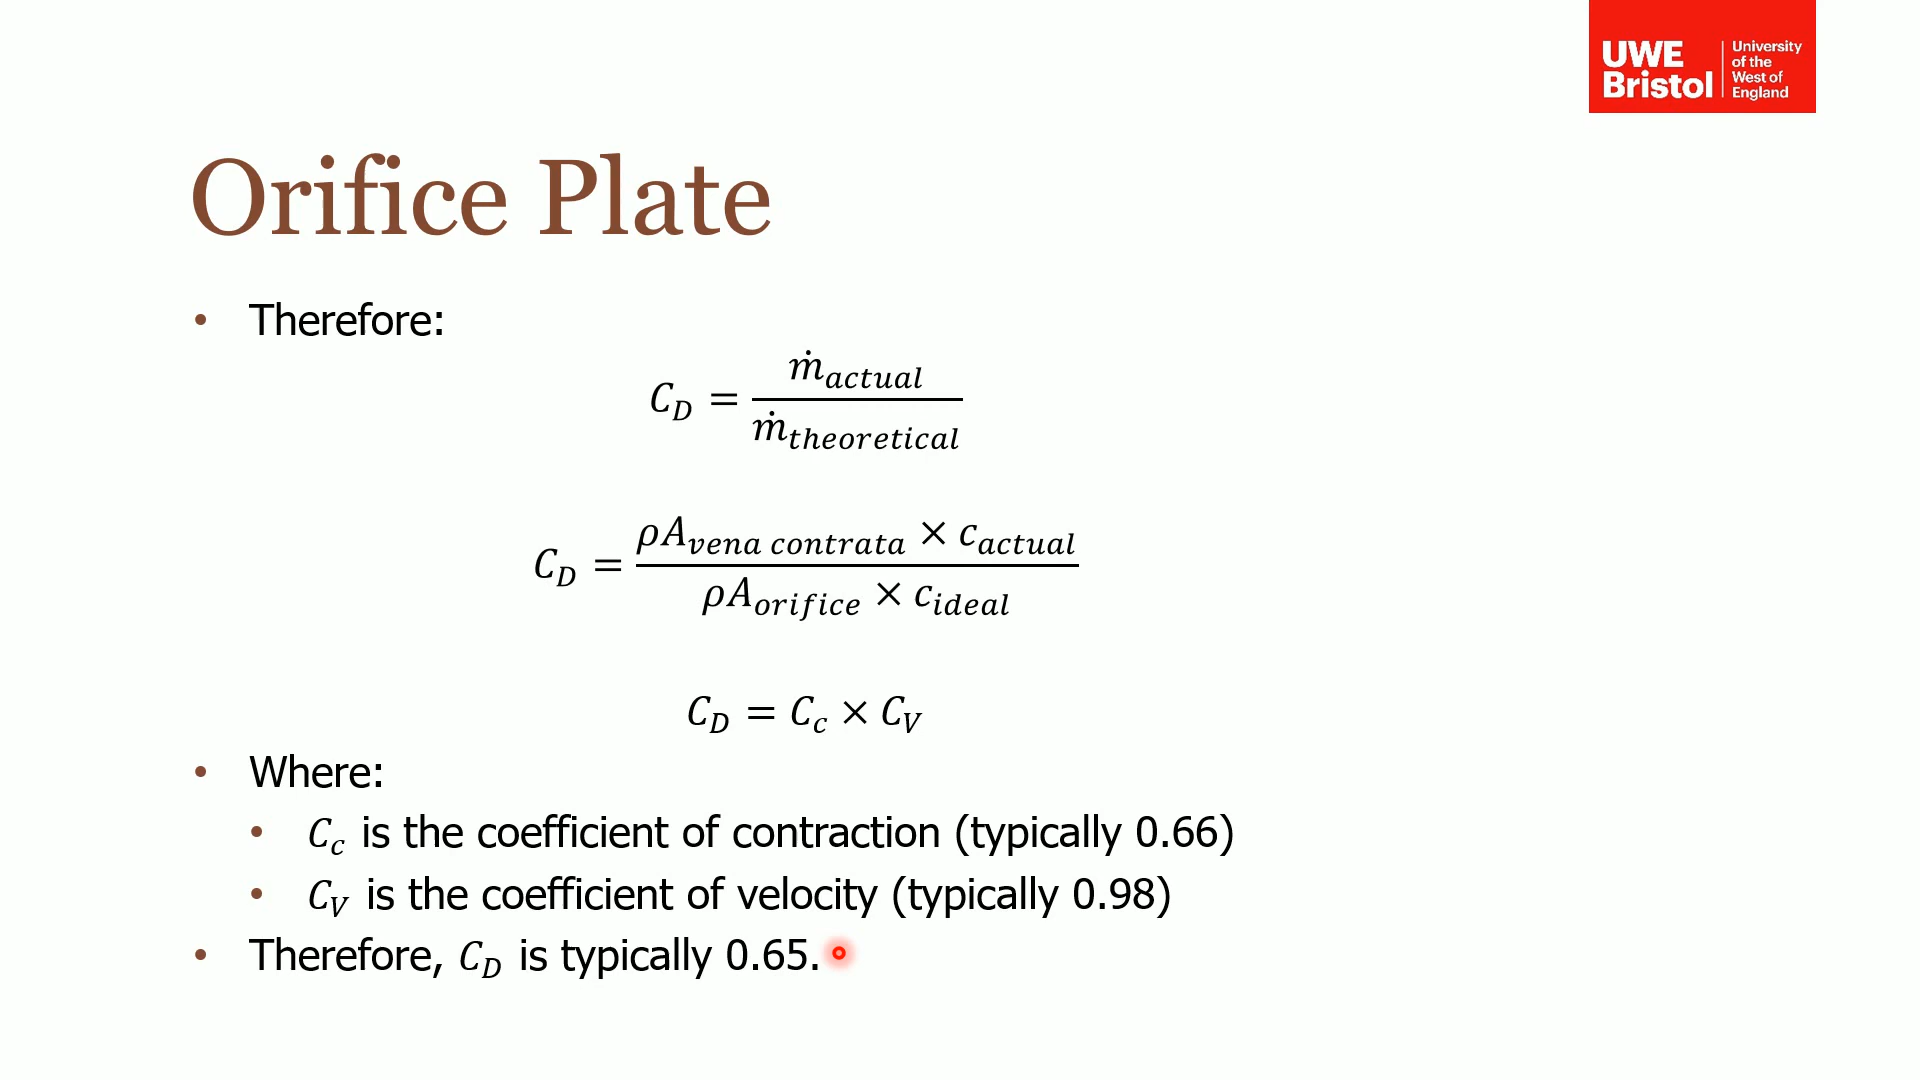 UWE
Bristol
University
of the
West of
England
Orifice Plate
• Therefore:
C_D = ṁ_actual / ṁ_theoretical
C_D = ρA_vena contrata × c_actual / ρA_orifice × c_ideal
C_D = C_c × C_V
• Where:
• C_c is the coefficient of contraction (typically 0.66)
• C_V is the coefficient of velocity (typically 0.98)
• Therefore, C_D is typically 0.65.